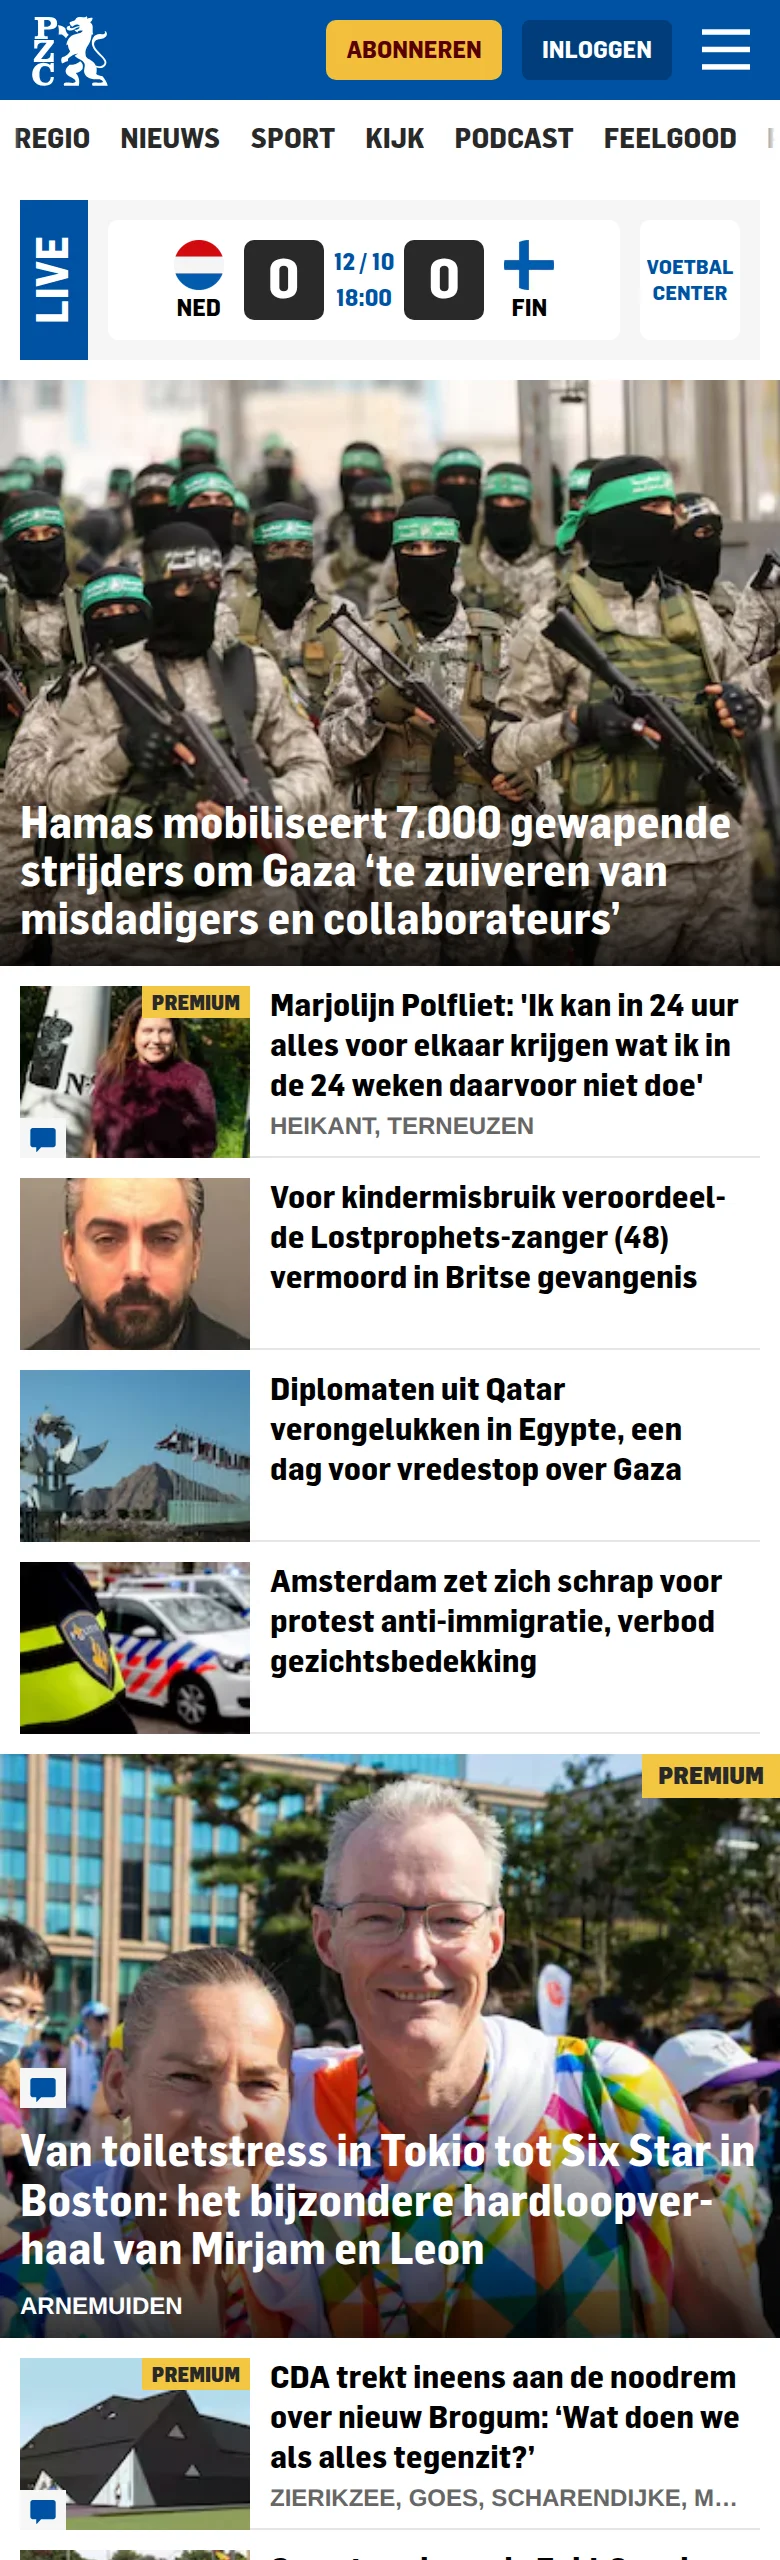 P
Z
C
ABONNEREN
INLOGGEN
REGIO NIEUWS SPORT KIJK PODCAST FEELGOOD
LIVE
NED
0
12 / 10
18:00
0
FIN
VOETBAL
CENTER
Hamas mobiliseert 7.000 gewapende
strijders om Gaza ‘te zuiveren van
misdadigers en collaborateurs’
PREMIUM
Marjolijn Polfliet: 'Ik kan in 24 uur
alles voor elkaar krijgen wat ik in
de 24 weken daarvoor niet doe'
HEIKANT, TERNEUZEN
Voor kindermisbruik veroordeel-
de Lostprophets-zanger (48)
vermoord in Britse gevangenis
Diplomaten uit Qatar
verongelukken in Egypte, een
dag voor vredestop over Gaza
Amsterdam zet zich schrap voor
protest anti-immigratie, verbod
gezichtsbedekking
PREMIUM
Van toiletstress in Tokio tot Six Star in
Boston: het bijzondere hardloopver-
haal van Mirjam en Leon
ARNEMUIDEN
PREMIUM
CDA trekt ineens aan de noodrem
over nieuw Brogum: ‘Wat doen we
als alles tegenzit?’
ZIERIKZEE, GOES, SCHARENDIJKE, M…